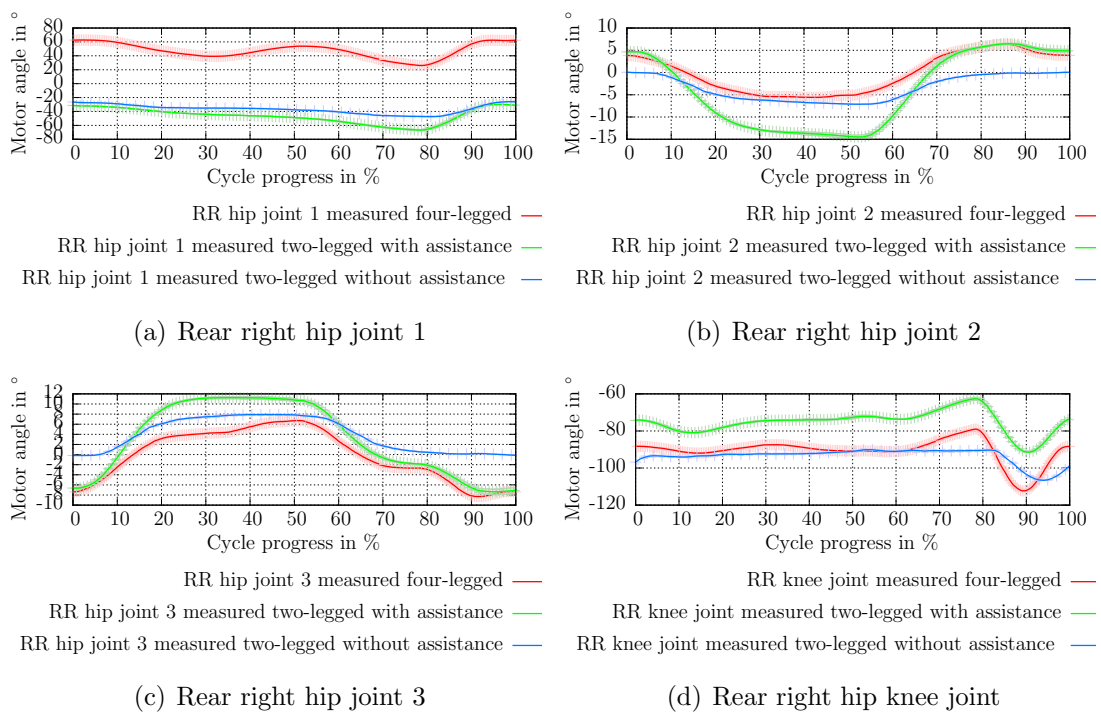 Motor angle in °
80
60
40
20
0
-20
-40
-60
-80
0 10 20 30 40 50 60 70 80 90 100
Cycle progress in %
RR hip joint 1 measured four-legged
RR hip joint 1 measured two-legged with assistance
RR hip joint 1 measured two-legged without assistance
(a) Rear right hip joint 1
Motor angle in °
10
5
0
-5
-10
-15
0 10 20 30 40 50 60 70 80 90 100
Cycle progress in %
RR hip joint 2 measured four-legged
RR hip joint 2 measured two-legged with assistance
RR hip joint 2 measured two-legged without assistance
(b) Rear right hip joint 2
Motor angle in °
12
10
8
6
4
2
0
-2
-4
-6
-8
-10
0 10 20 30 40 50 60 70 80 90 100
Cycle progress in %
RR hip joint 3 measured four-legged
RR hip joint 3 measured two-legged with assistance
RR hip joint 3 measured two-legged without assistance
(c) Rear right hip joint 3
Motor angle in °
-60
-80
-100
-120
0 10 20 30 40 50 60 70 80 90 100
Cycle progress in %
RR knee joint measured four-legged
RR knee joint measured two-legged with assistance
RR knee joint measured two-legged without assistance
(d) Rear right hip knee joint